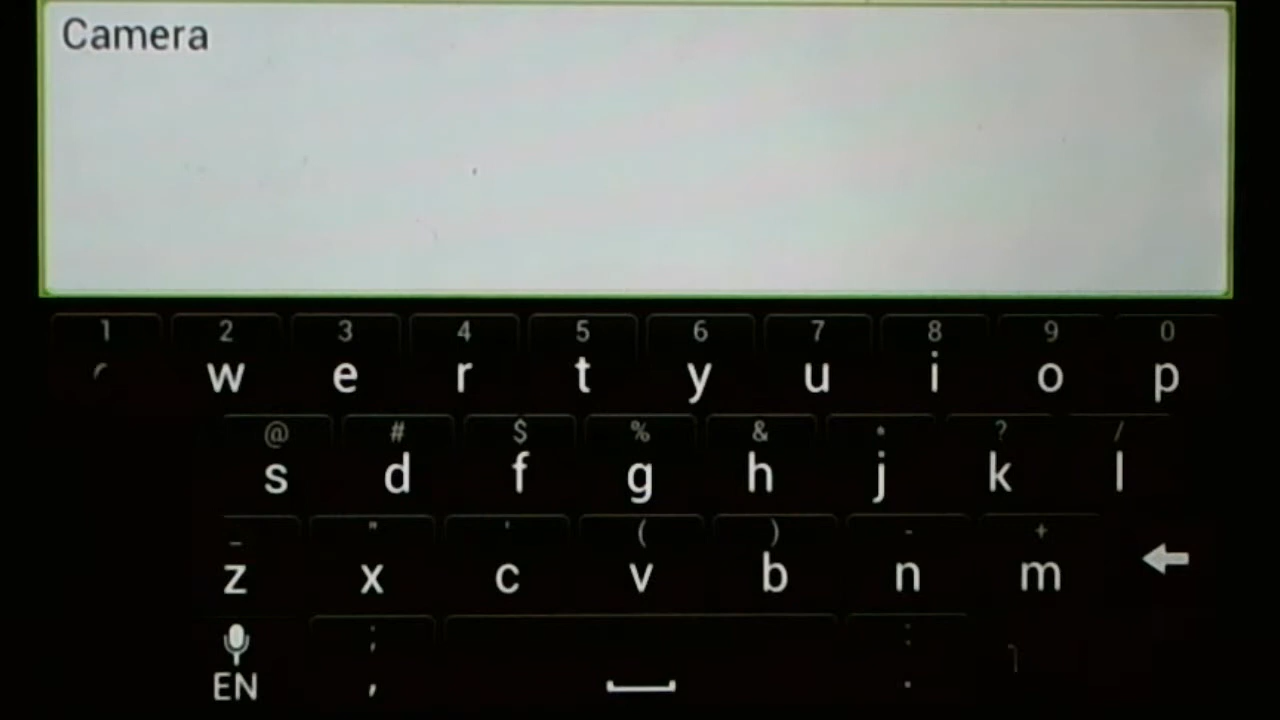 Camera
1 2 3 4 5 6 7 8 9 0
w e r t y u i o p
@ # $ % & * ? /
s d f g h j k l
_ " ' ( ) - +
z x c v b n m
; :
EN , .